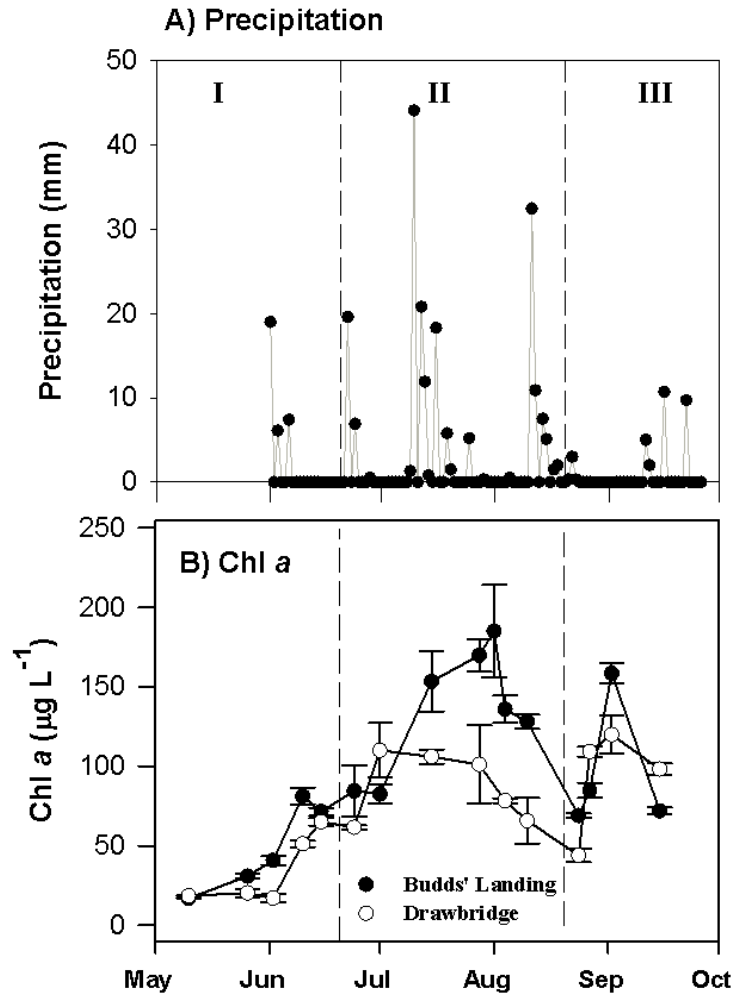 A) Precipitation
50
I
II
III
40
30
20
10
0
Precipitation (mm)
250
B) Chl a
200
150
100
50
0
Chl a (μg L-1)
Budds' Landing
Drawbridge
May
Jun
Jul
Aug
Sep
Oct